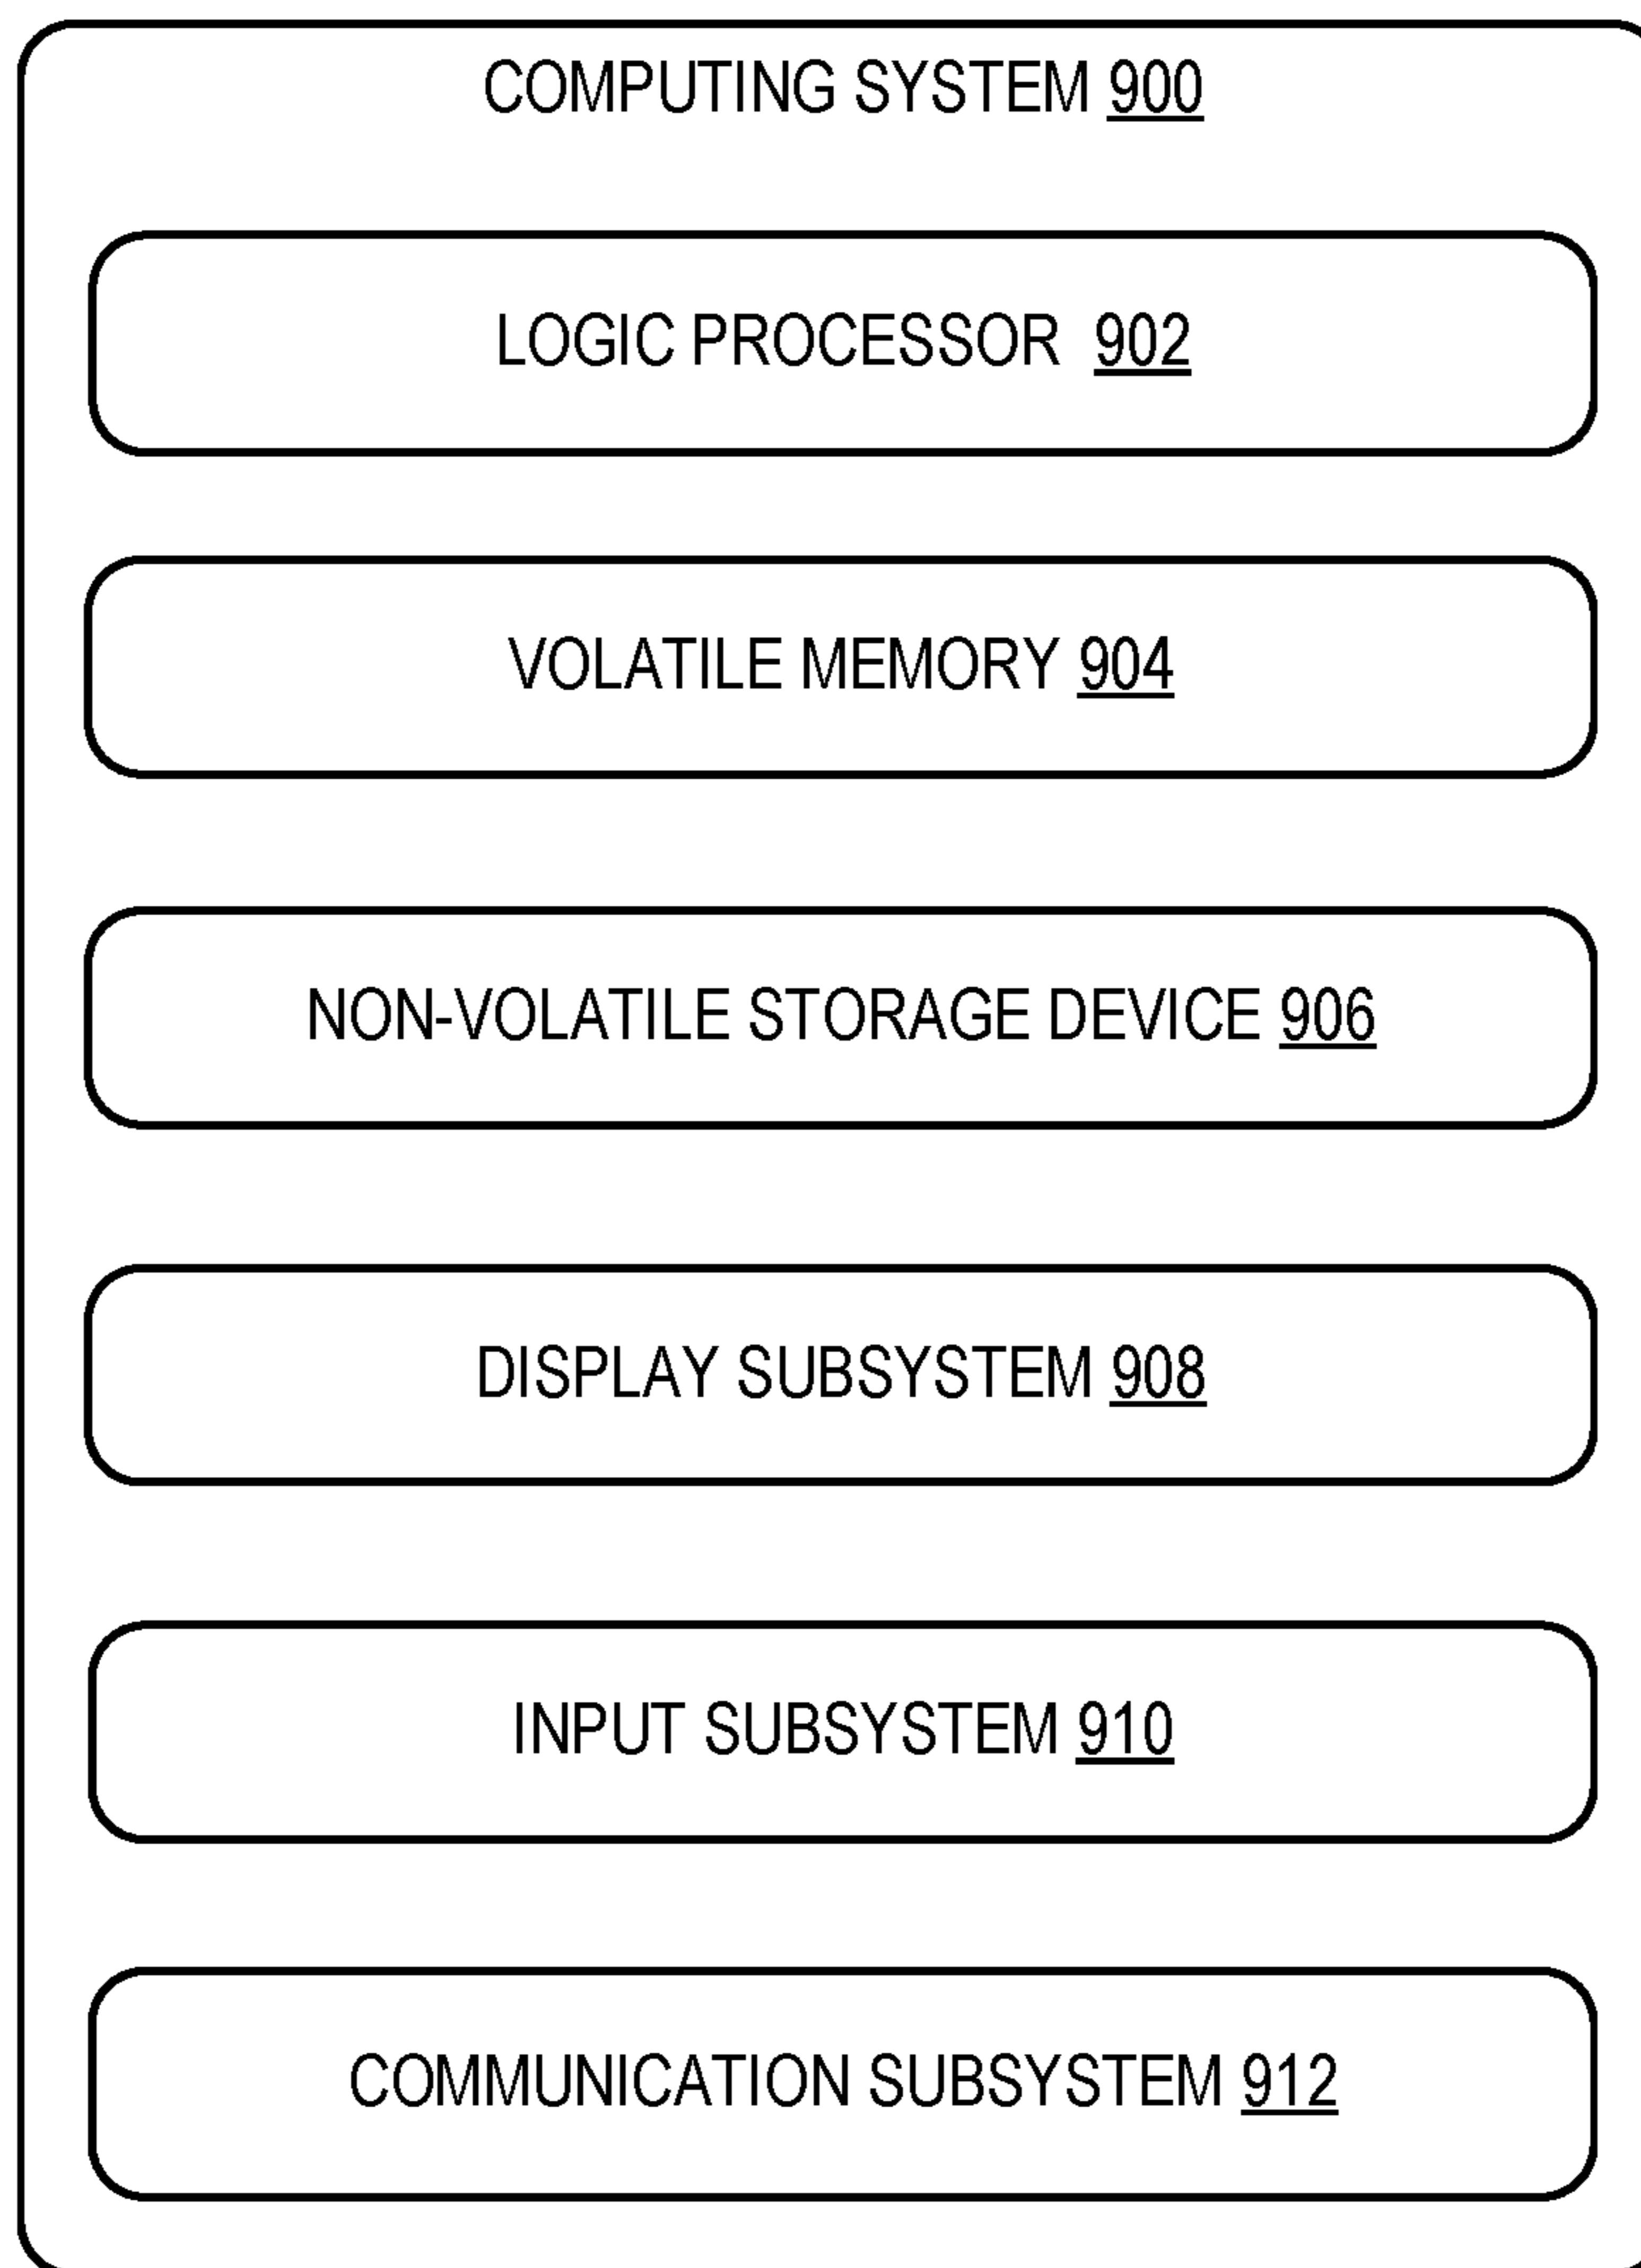 COMPUTING SYSTEM 900
LOGIC PROCESSOR 902
VOLATILE MEMORY 904
NON-VOLATILE STORAGE DEVICE 906
DISPLAY SUBSYSTEM 908
INPUT SUBSYSTEM 910
COMMUNICATION SUBSYSTEM 912